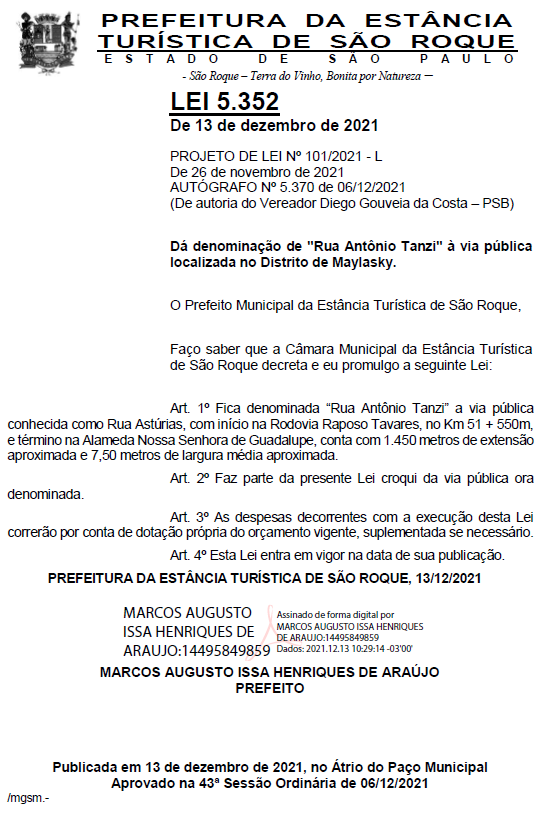 PREFEITURA DA ESTÂNCIA
TURÍSTICA DE SÃO ROQUE
ESTADO DE SÃO PAULO
- São Roque – Terra do Vinho, Bonita por Natureza –
LEI 5.352
De 13 de dezembro de 2021
PROJETO DE LEI Nº 101/2021 - L
De 26 de novembro de 2021
AUTÓGRAFO Nº 5.370 de 06/12/2021
(De autoria do Vereador Diego Gouveia da Costa – PSB)
Dá denominação de "Rua Antônio Tanzi" à via pública
localizada no Distrito de Maylasky.
O Prefeito Municipal da Estância Turística de São Roque,
Faço saber que a Câmara Municipal da Estância Turística
de São Roque decreta e eu promulgo a seguinte Lei:
Art. 1º Fica denominada “Rua Antônio Tanzi” a via pública
conhecida como Rua Astúrias, com início na Rodovia Raposo Tavares, no Km 51 + 550m,
e término na Alameda Nossa Senhora de Guadalupe, conta com 1.450 metros de extensão
aproximada e 7,50 metros de largura média aproximada.
Art. 2º Faz parte da presente Lei croqui da via pública ora
denominada.
Art. 3º As despesas decorrentes com a execução desta Lei
correrão por conta de dotação própria do orçamento vigente, suplementada se necessário.
Art. 4º Esta Lei entra em vigor na data de sua publicação.
PREFEITURA DA ESTÂNCIA TURÍSTICA DE SÃO ROQUE, 13/12/2021
MARCOS AUGUSTO
ISSA HENRIQUES DE
ARAUJO:14495849859
Assinado de forma digital por
MARCOS AUGUSTO ISSA HENRIQUES
DE ARAUJO:14495849859
Dados: 2021.12.13 10:29:14 -03'00'
MARCOS AUGUSTO ISSA HENRIQUES DE ARAÚJO
PREFEITO
Publicada em 13 de dezembro de 2021, no Átrio do Paço Municipal
Aprovado na 43ª Sessão Ordinária de 06/12/2021
/mgsm.-